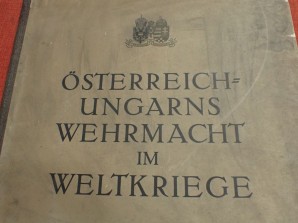 ÖSTERREICH-
UNGARNS
WEHRMACHT
IM
WELTKRIEGE